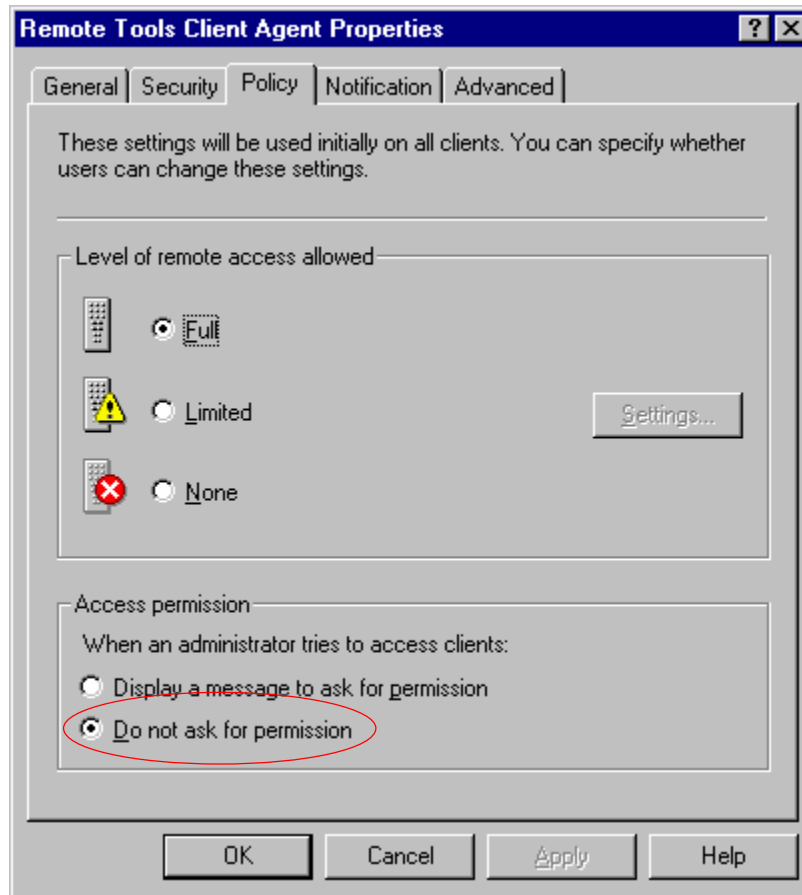 Remote Tools Client Agent Properties
General Security Policy Notification Advanced
These settings will be used initially on all clients. You can specify whether
users can change these settings.
Level of remote access allowed
Full
Limited
Settings...
None
Access permission
When an administrator tries to access clients:
Display a message to ask for permission
Do not ask for permission
OK Cancel Apply Help